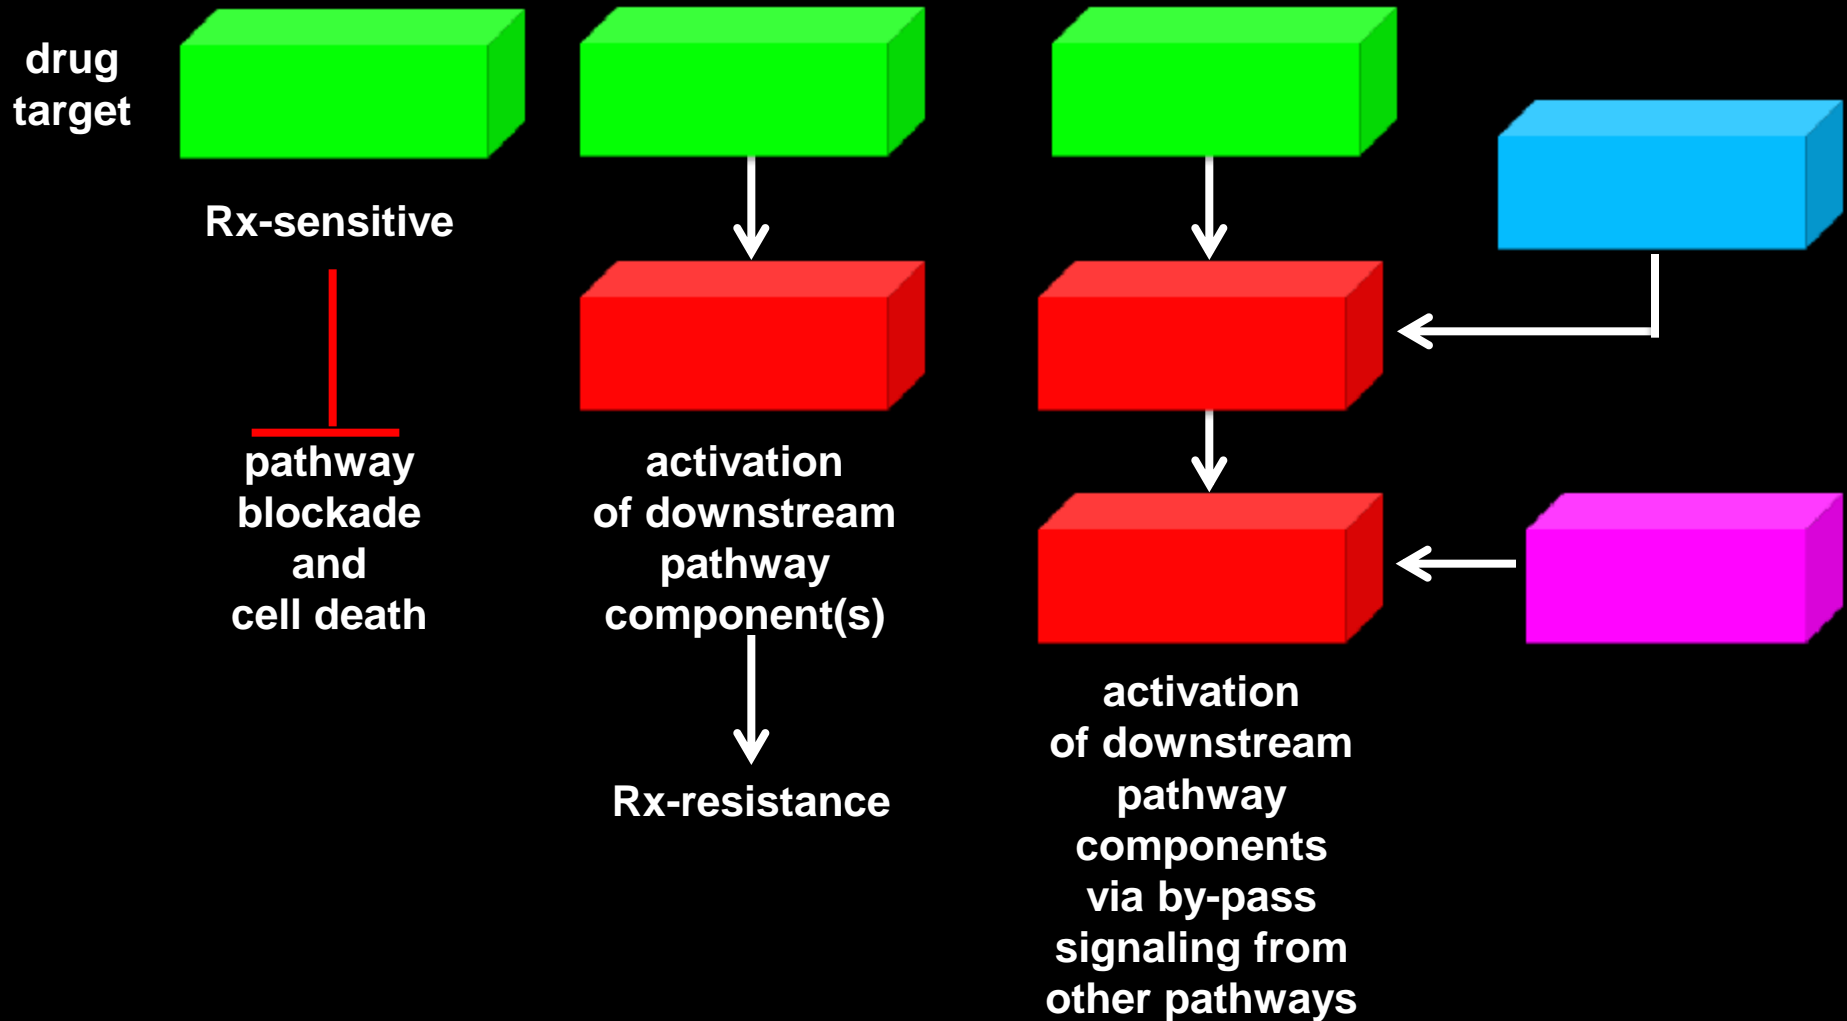 drug
target
Rx-sensitive
pathway
blockade
and
cell death
activation
of downstream
pathway
component(s)
Rx-resistance
activation
of downstream
pathway
components
via by-pass
signaling from
other pathways